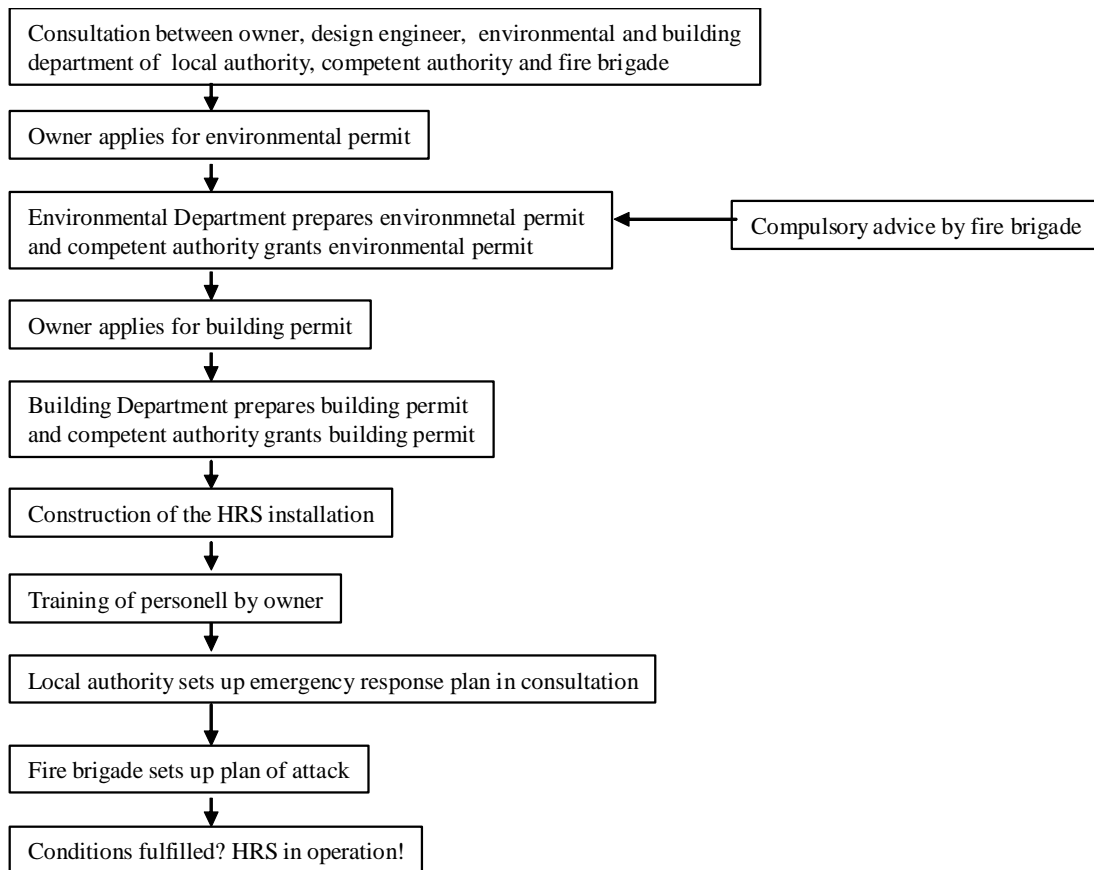 Consultation between owner, design engineer, environmental and building
department of local authority, competent authority and fire brigade
Owner applies for environmental permit
Environmental Department prepares environmnetal permit
and competent authority grants environmental permit
Compulsory advice by fire brigade
Owner applies for building permit
Building Department prepares building permit
and competent authority grants building permit
Construction of the HRS installation
Training of personell by owner
Local authority sets up emergency response plan in consultation
Fire brigade sets up plan of attack
Conditions fulfilled? HRS in operation!